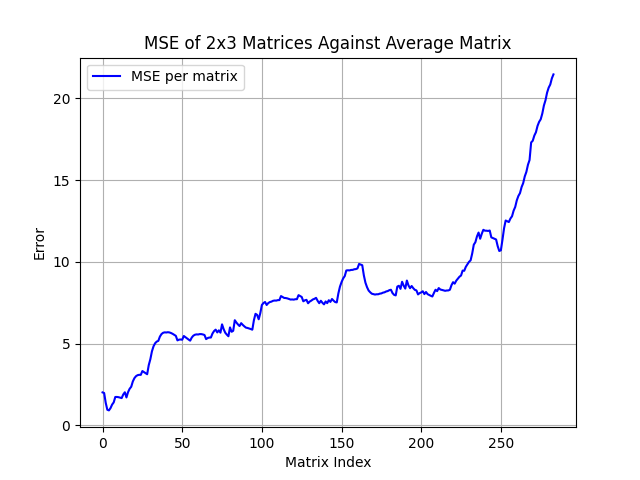 MSE of 2x3 Matrices Against Average Matrix
MSE per matrix
Error
20
15
10
5
0
0 50 100 150 200 250
Matrix Index